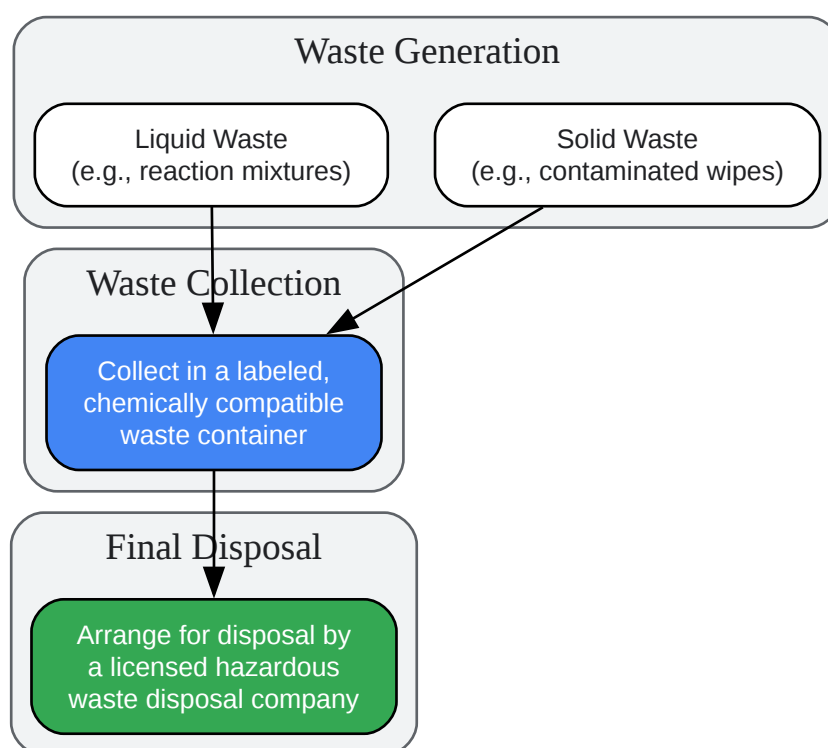 Waste Generation
Liquid Waste
(e.g., reaction mixtures)
Solid Waste
(e.g., contaminated wipes)
Waste Collection
Collect in a labeled,
chemically compatible
waste container
Final Disposal
Arrange for disposal by
a licensed hazardous
waste disposal company